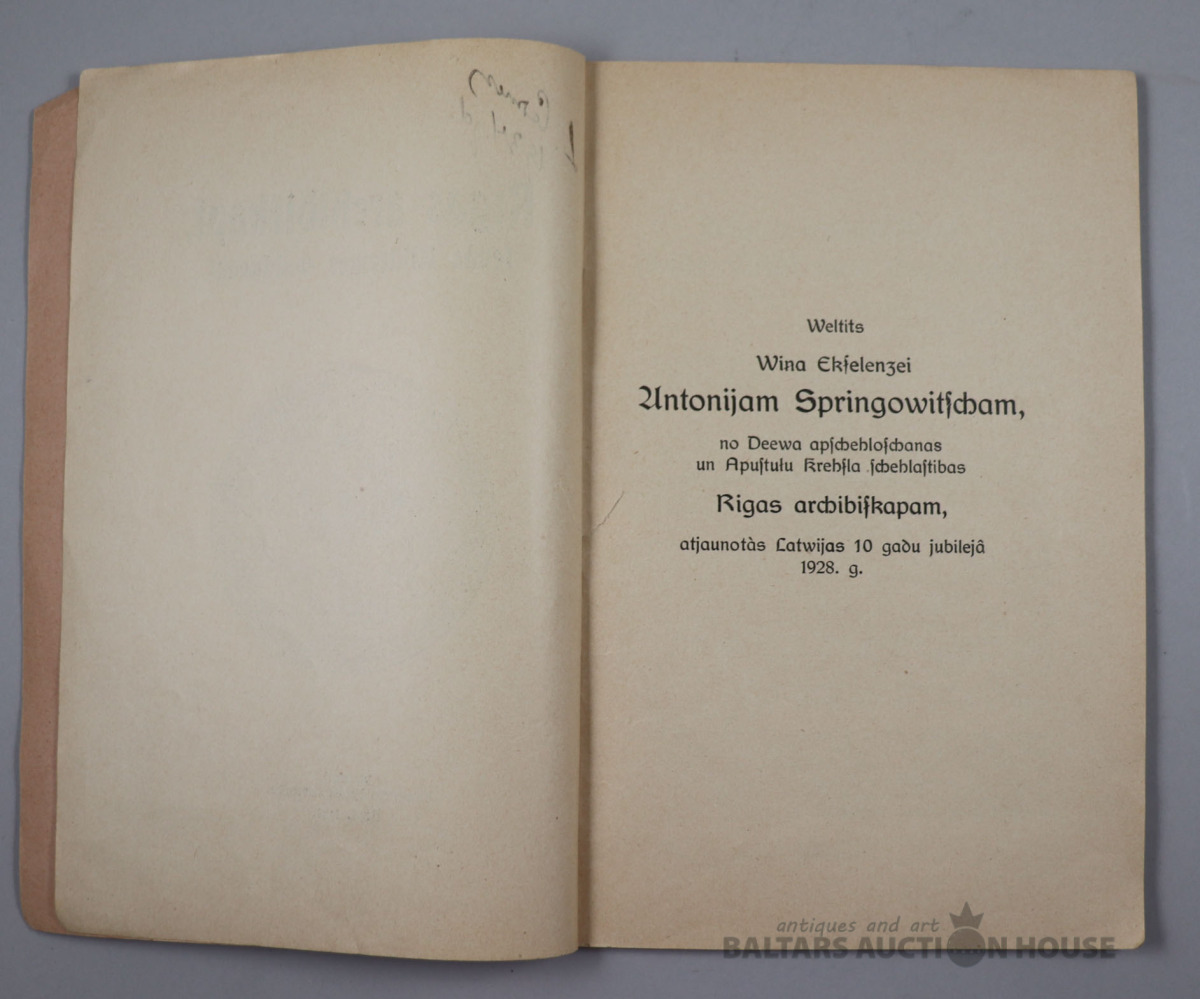 Weltits
Wina Ekſelenzei
Antonijam Springowitſcham,
no Deewa apſchehloſchanas
un Apuſtułu Krehſla ſchehlaſtibas
Rigas archibiſkapam,
atjaunotàs Latwijas 10 gadu jubilejâ
1928. g.
antiques and art
BALTARS AUCTION HOUSE